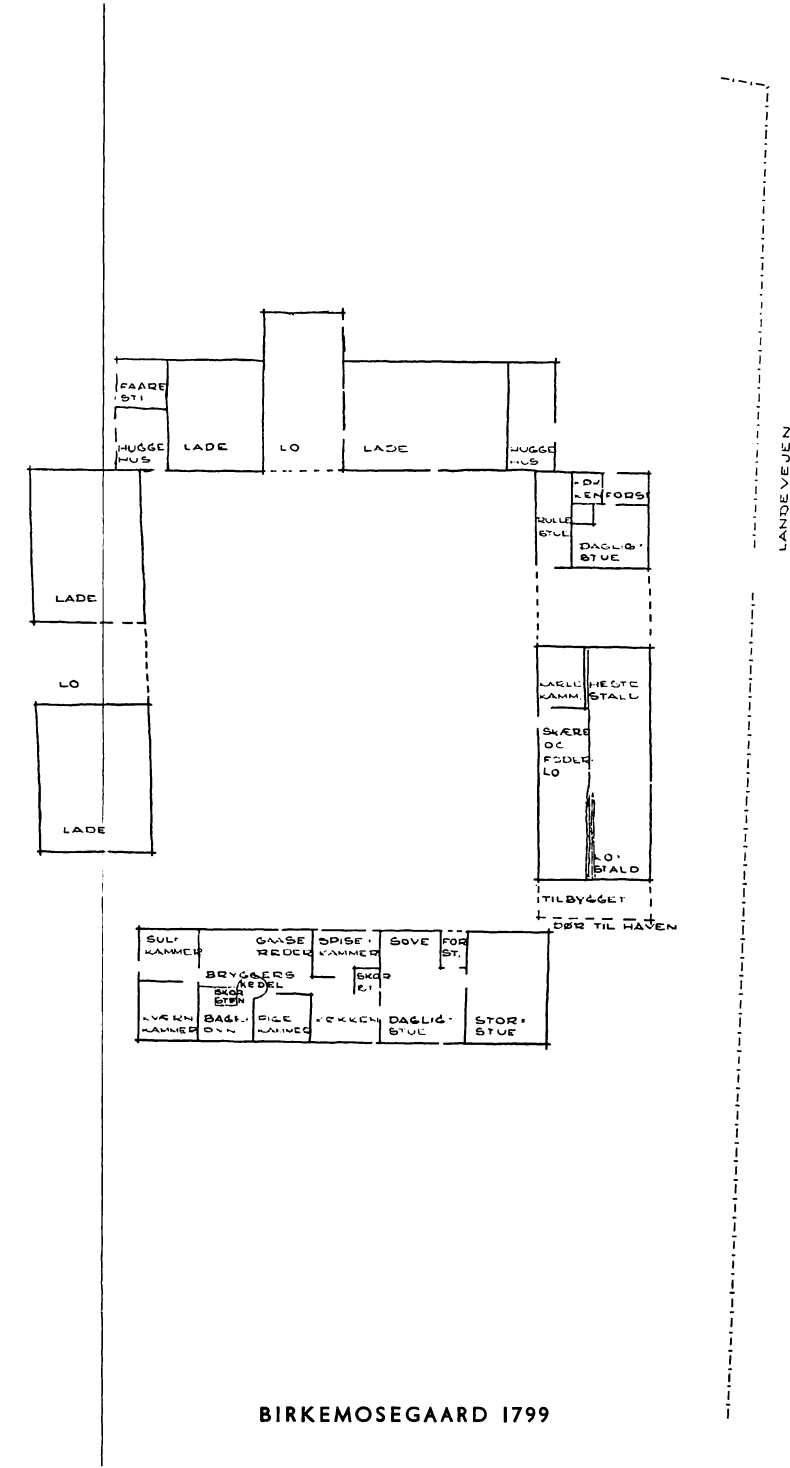 FAARE
STI
HUGGE
HUS
LADE
LO
LADE
HUGGE
HUS
FORS
RULLE
STUE
DAGLIG-
STUE
LANDEVEJEN
LADE
LO
LADE
KAMM.
HESTE
STALD
SKÆRE
OG
FODER-
LO
STALD
TILBYGGET
DØR TIL HAVEN
KAMMER
GAASE
REDER
SPISE-
KAMMER
SOVE
FOR
ST.
BRYGGERS
KEDEL
SKOR
STEN
SKOR
KVÆRN
KAMMER
BAGE-
OVN
PIGE
KAMMER
KØKKEN
DAGLIG-
STUE
STOR-
STUE
BIRKEMOSEGAARD 1799